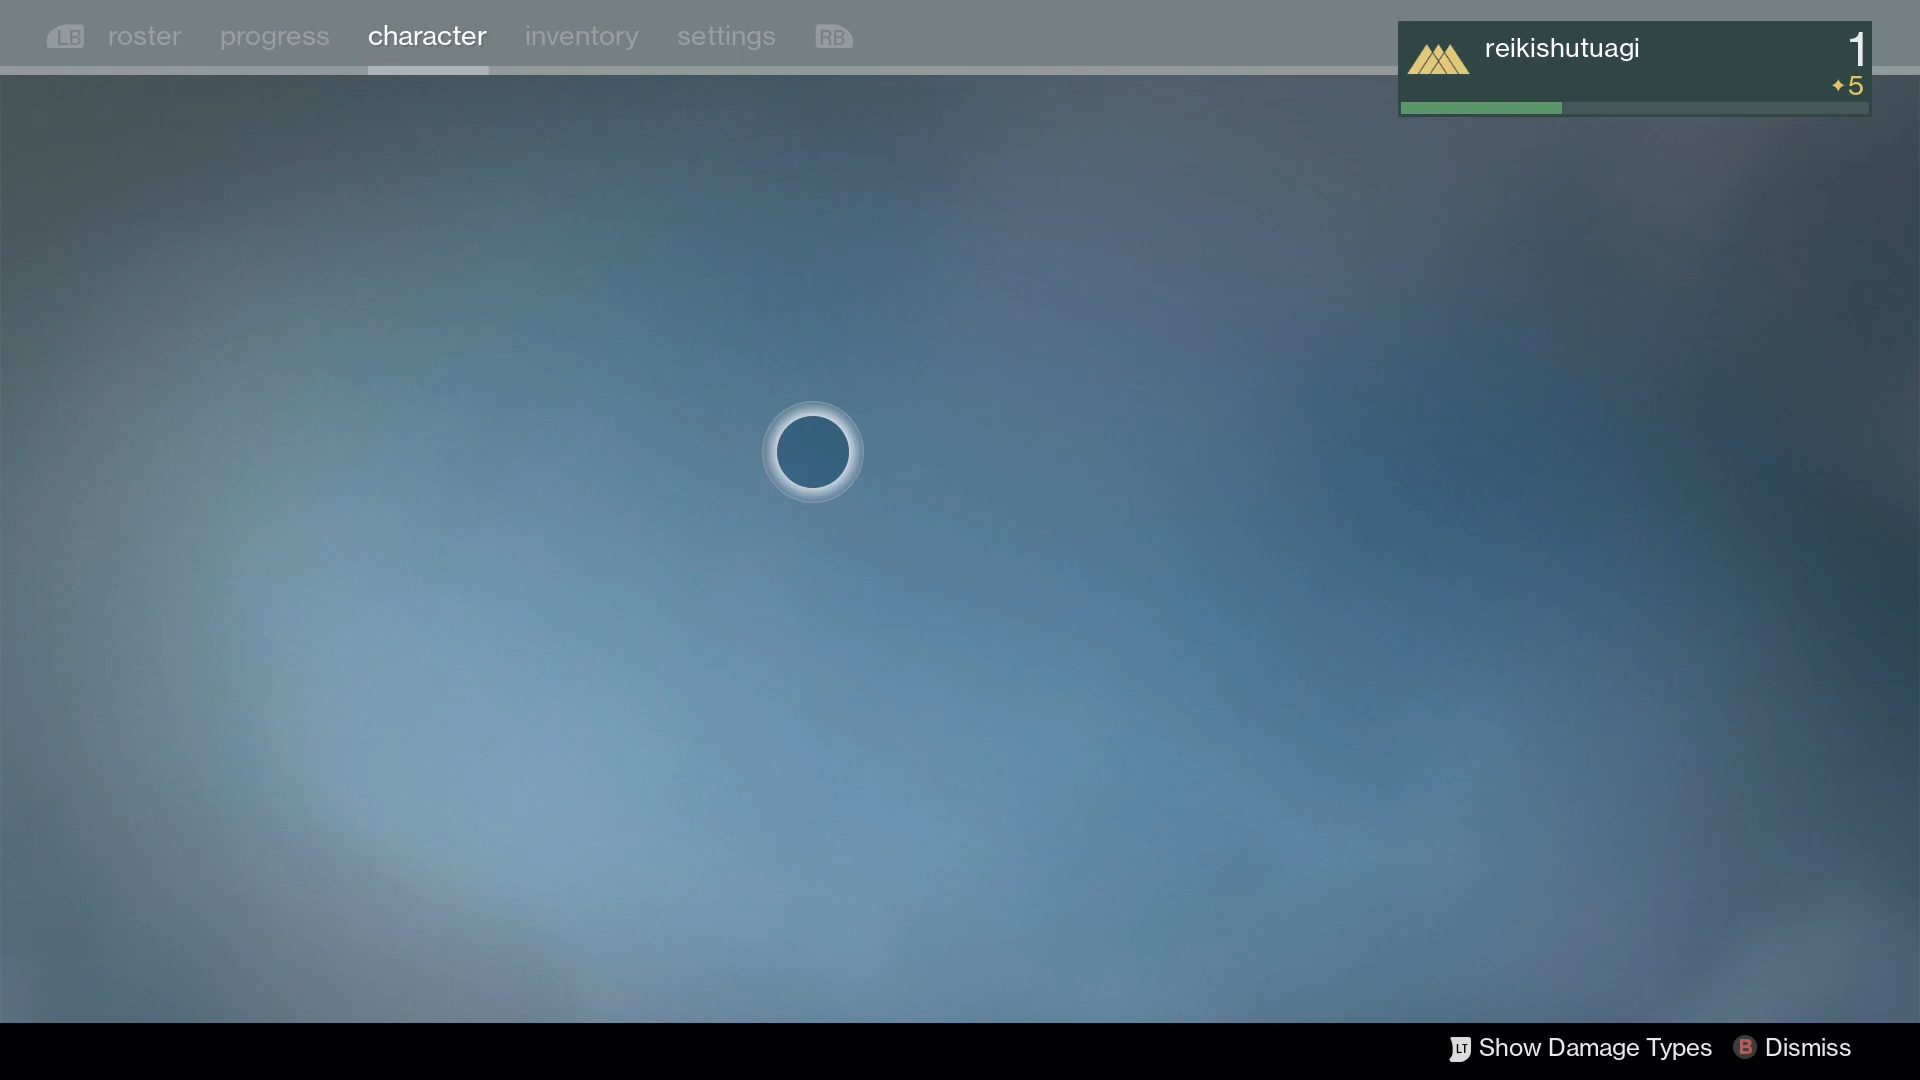 LB roster progress character inventory settings RB
reikishutuagi 1
✦5
LT Show Damage Types B Dismiss